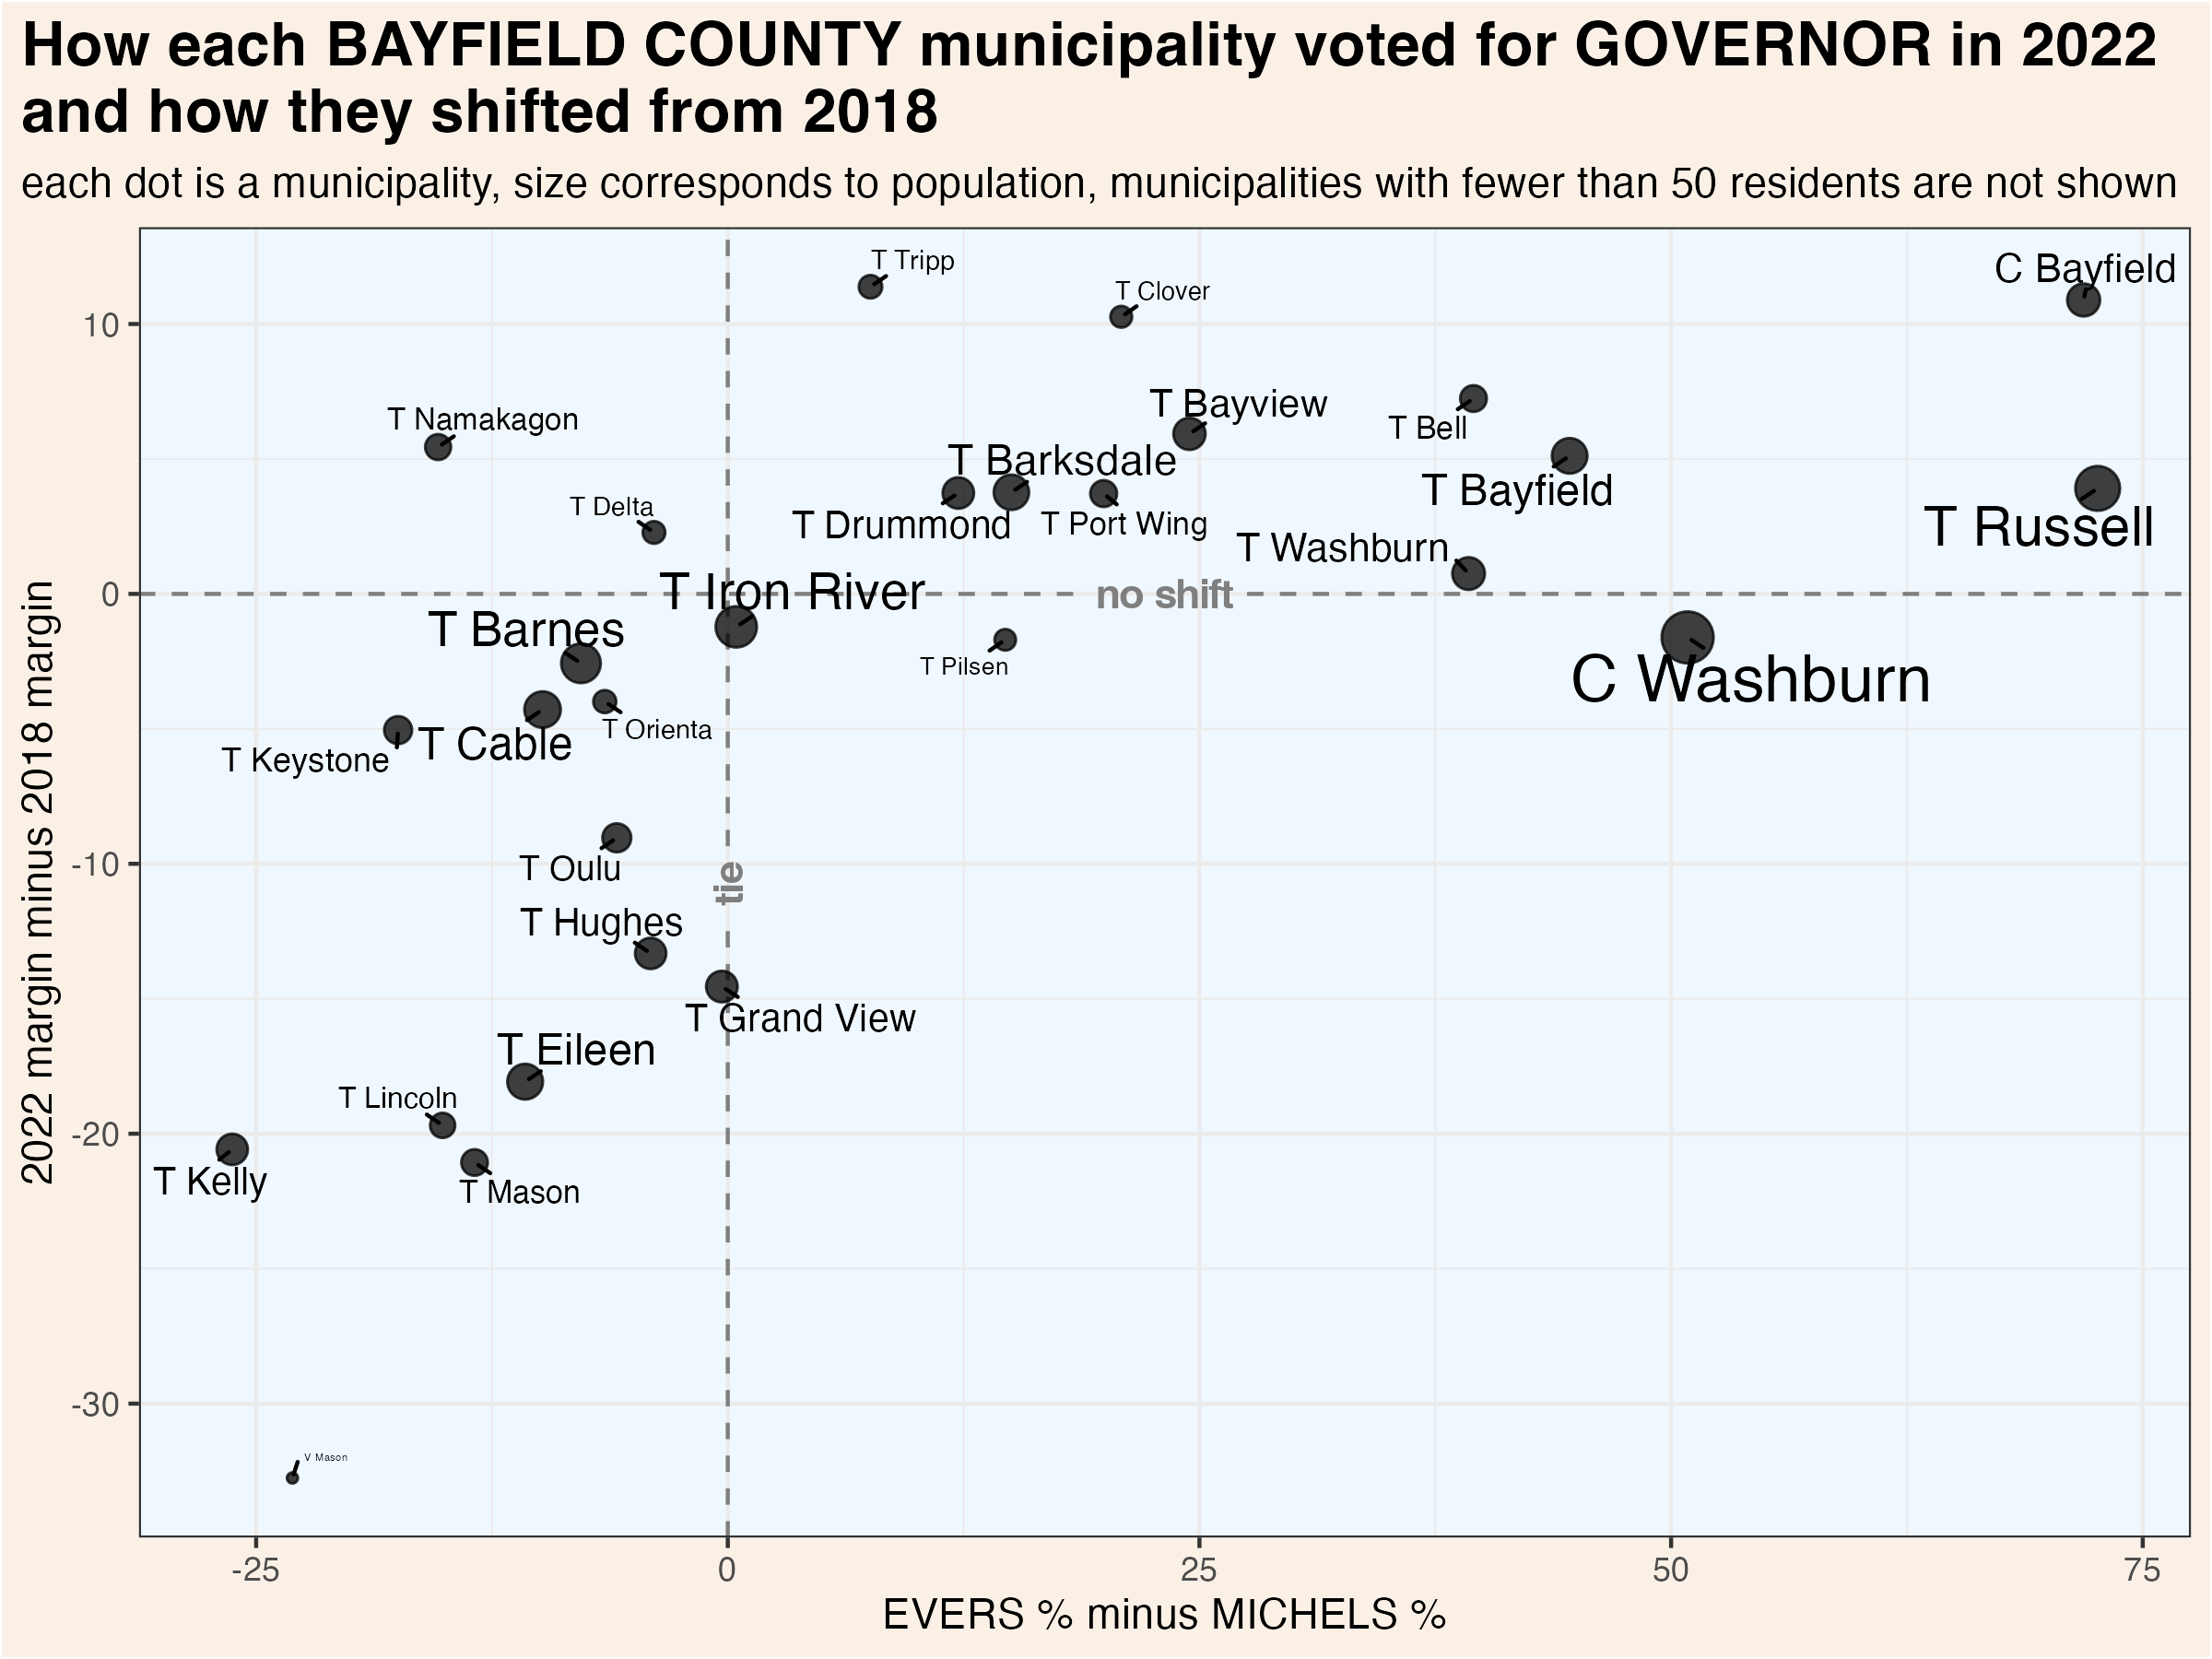 How each BAYFIELD COUNTY municipality voted for GOVERNOR in 2022
and how they shifted from 2018
each dot is a municipality, size corresponds to population, municipalities with fewer than 50 residents are not shown
2022 margin minus 2018 margin
10
0
-10
-20
-30
T Tripp
C Bayfield
T Clover
T Bayview
T Namakagon
T Bell
T Barksdale
T Bayfield
T Delta
T Drummond
T Port Wing
T Russell
T Washburn
T Iron River
no shift
T Barnes
T Pilsen
C Washburn
T Orienta
T Cable
T Keystone
T Oulu
tie
T Hughes
T Grand View
T Eileen
T Lincoln
T Kelly
T Mason
V Mason
-25
0
25
50
75
EVERS % minus MICHELS %